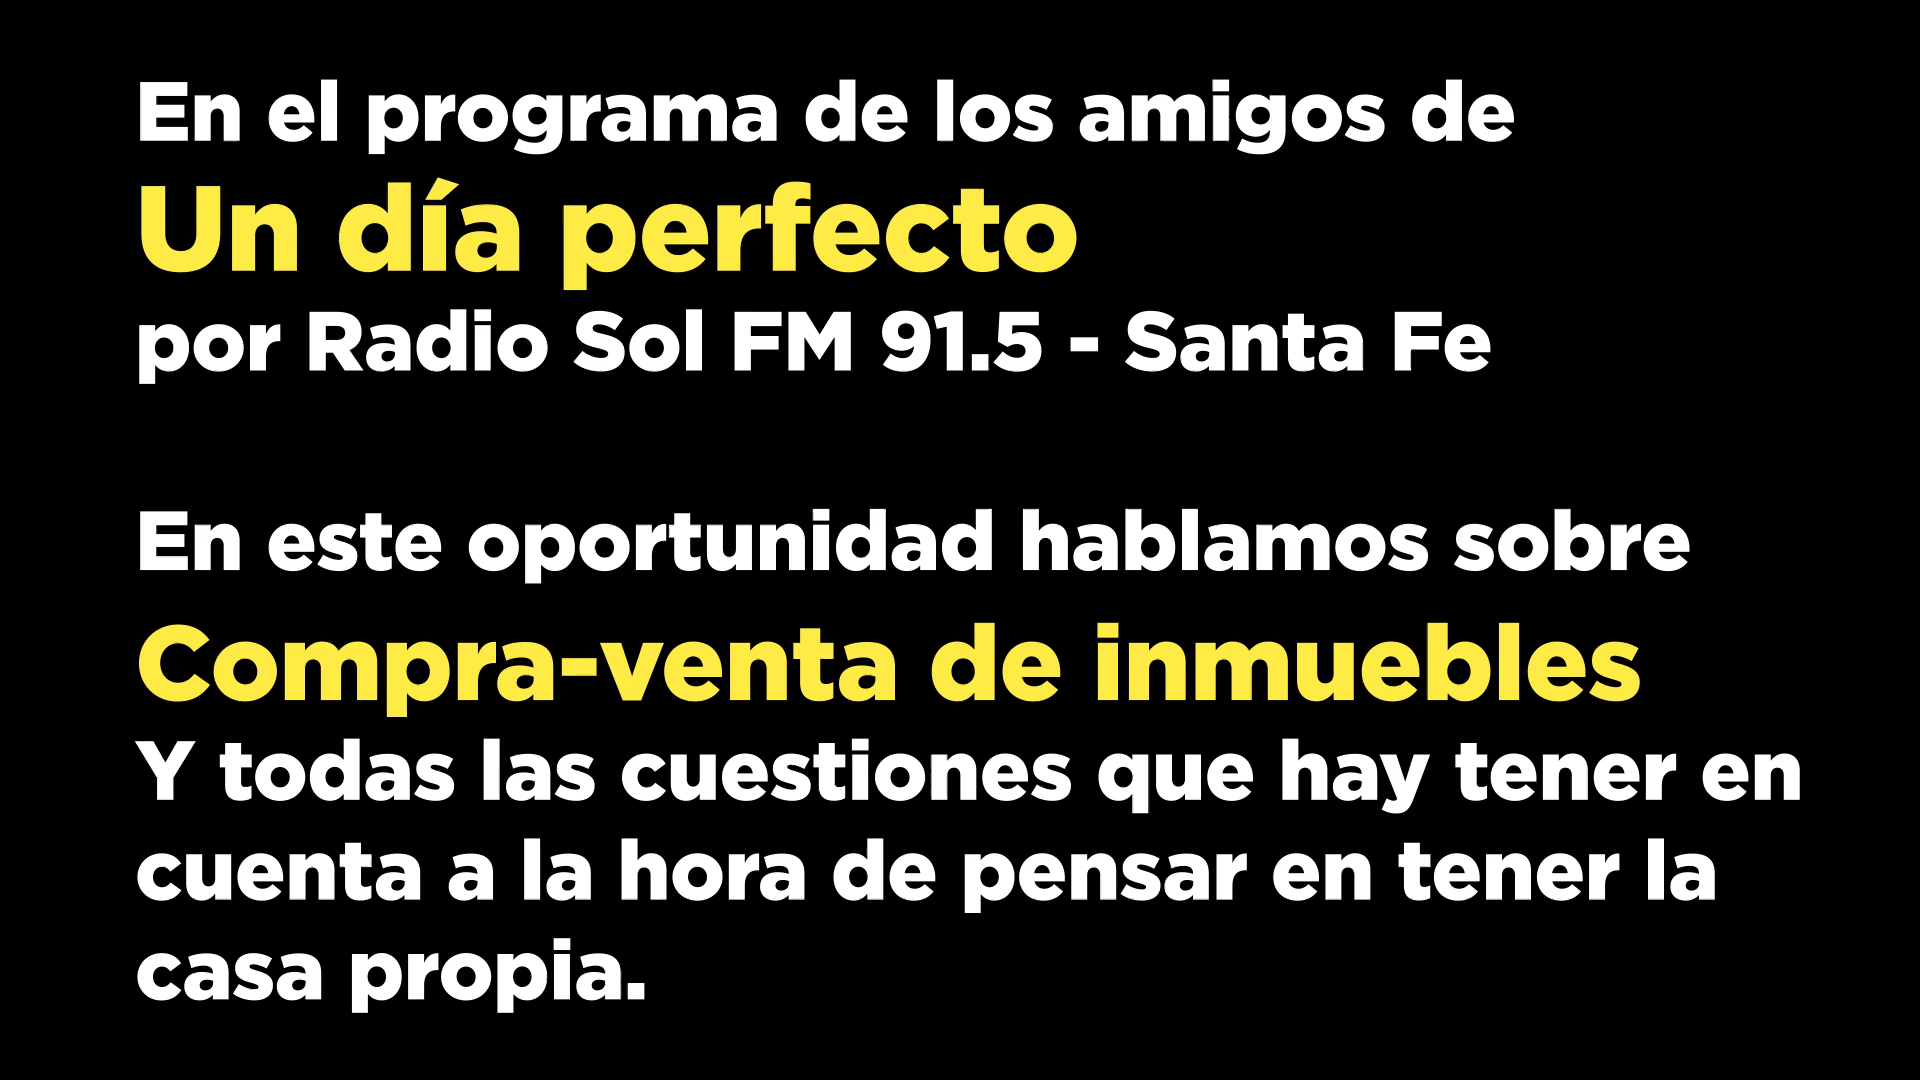 En el programa de los amigos de
Un día perfecto
por Radio Sol FM 91.5 - Santa Fe
En este oportunidad hablamos sobre
Compra-venta de inmuebles
Y todas las cuestiones que hay tener en
cuenta a la hora de pensar en tener la
casa propia.